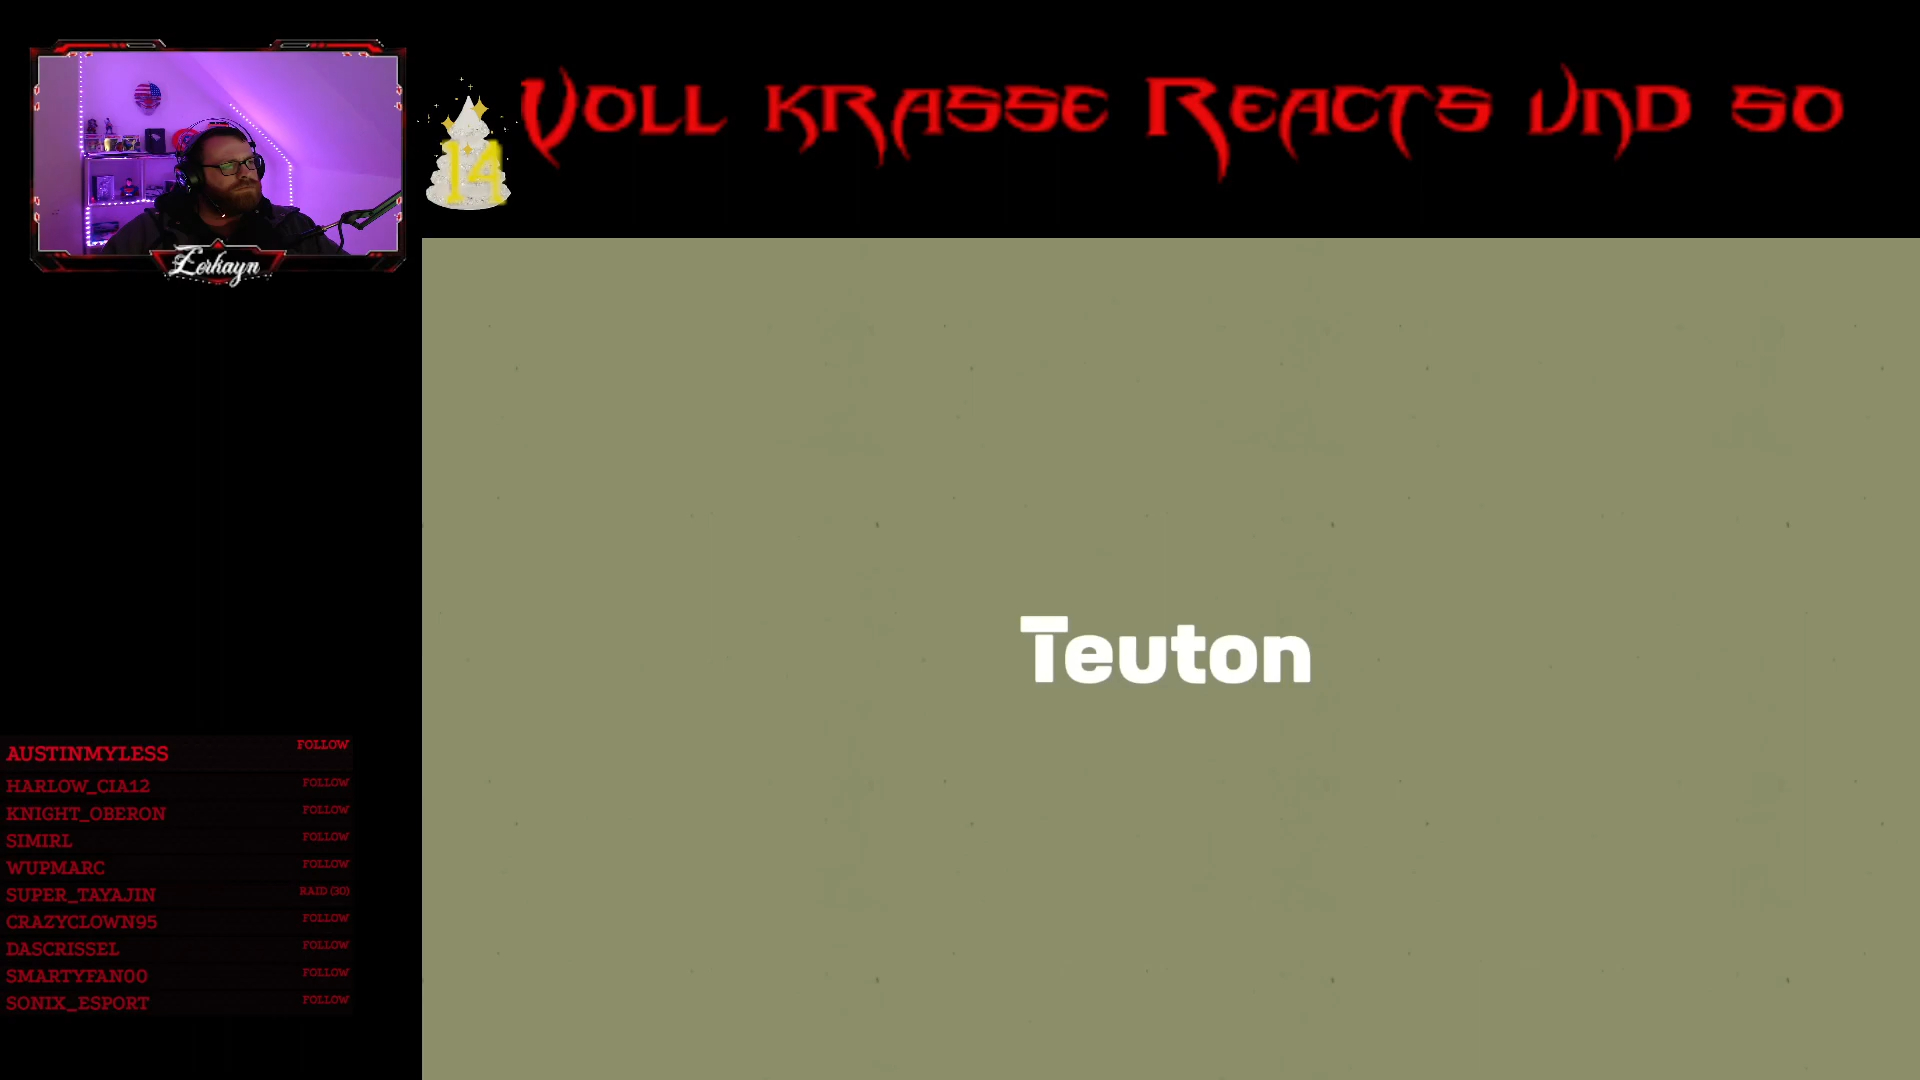 14
Voll krasse Reacts und so
Zerkayn
Teuton
AUSTINMYLESS FOLLOW
HARLOW_CIA12 FOLLOW
KNIGHT_OBERON FOLLOW
SIMIRL FOLLOW
WUPMARC FOLLOW
SUPER_TAYAJIN RAID (30)
CRAZYCLOWN95 FOLLOW
DASCRISSEL FOLLOW
SMARTYFAN00 FOLLOW
SONIX_ESPORT FOLLOW